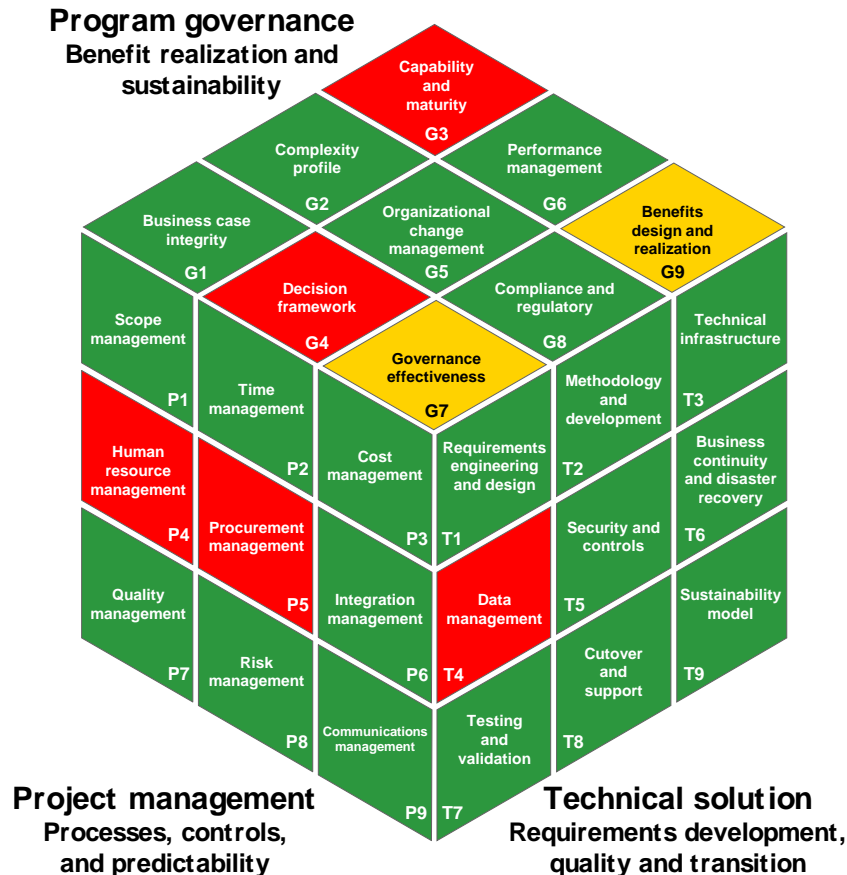 Program governance
Benefit realization and
sustainability
Capability
and
maturity
G3
Complexity
profile
G2
Performance
management
G6
Business case
integrity
G1
Organizational
change
management
G5
Benefits
design and
realization
G9
Decision
framework
G4
Compliance and
regulatory
G8
Governance
effectiveness
G7
Scope
management
P1
Time
management
P2
Cost
management
P3
Human
resource
management
P4
Procurement
management
P5
Integration
management
P6
Quality
management
P7
Risk
management
P8
Communications
management
P9
Requirements
engineering
and design
T1
Methodology
and
development
T2
Technical
infrastructure
T3
Data
management
T4
Security and
controls
T5
Business
continuity
and disaster
recovery
T6
Testing
and
validation
T7
Cutover
and
support
T8
Sustainability
model
T9
Project management
Processes, controls,
and predictability
Technical solution
Requirements development,
quality and transition